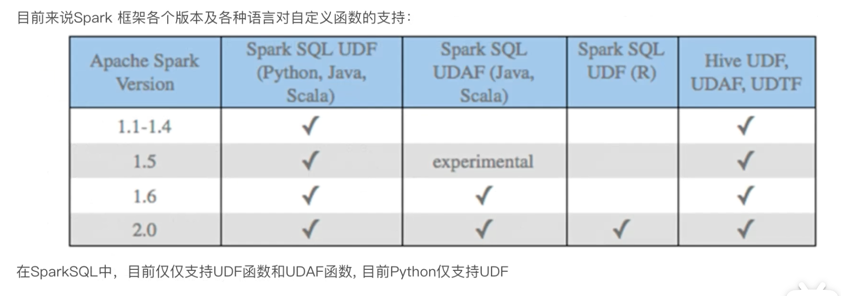 目前来说Spark 框架各个版本及各种语言对自定义函数的支持：
Apache Spark Version | Spark SQL UDF (Python, Java, Scala) | Spark SQL UDAF (Java, Scala) | Spark SQL UDF (R) | Hive UDF, UDAF, UDTF
1.1-1.4 | ✓ | | | ✓
1.5 | ✓ | experimental | | ✓
1.6 | ✓ | ✓ | | ✓
2.0 | ✓ | ✓ | ✓ | ✓
在SparkSQL中，目前仅仅支持UDF函数和UDAF函数, 目前Python仅支持UDF